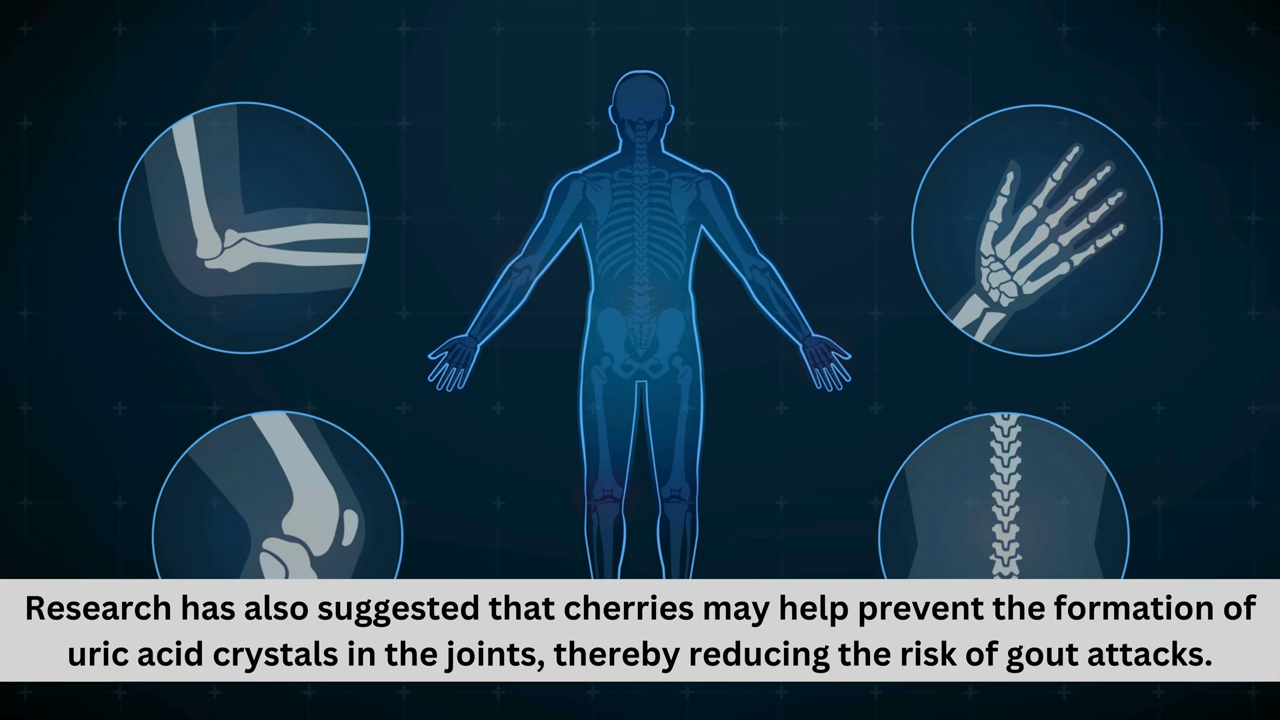 Research has also suggested that cherries may help prevent the formation of
uric acid crystals in the joints, thereby reducing the risk of gout attacks.